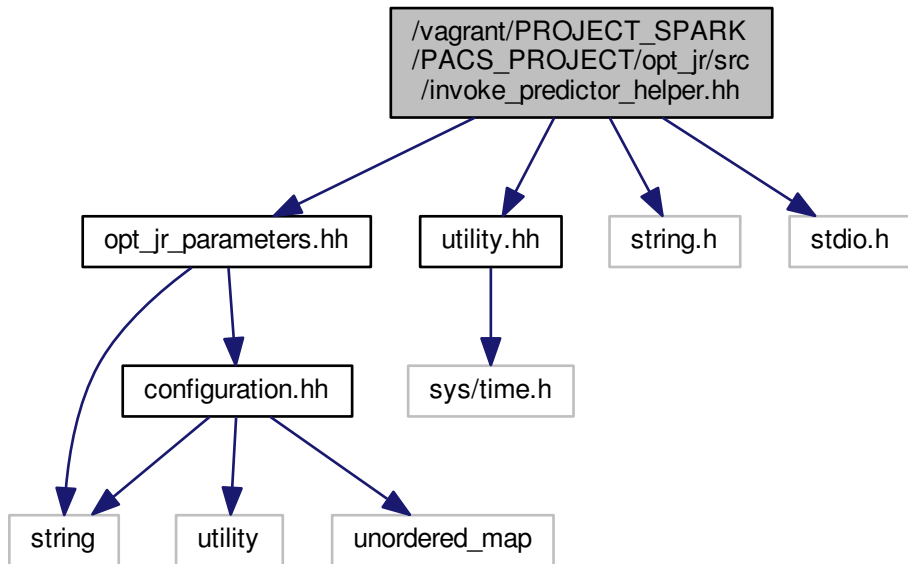 /vagrant/PROJECT_SPARK
/PACS_PROJECT/opt_jr/src
/invoke_predictor_helper.hh
opt_jr_parameters.hh
utility.hh
string.h
stdio.h
configuration.hh
sys/time.h
string
utility
unordered_map